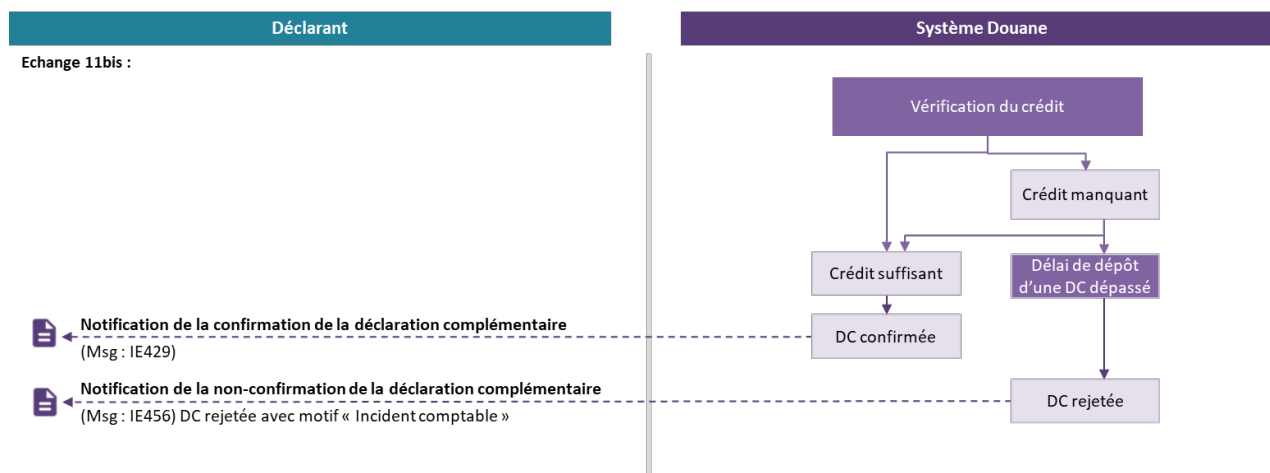 Déclarant
Système Douane
Echange 11bis :
Vérification du crédit
Crédit manquant
Crédit suffisant
Délai de dépôt
d'une DC dépassé
Notification de la confirmation de la déclaration complémentaire
(Msg : IE429)
DC confirmée
Notification de la non-confirmation de la déclaration complémentaire
(Msg : IE456) DC rejetée avec motif « Incident comptable »
DC rejetée